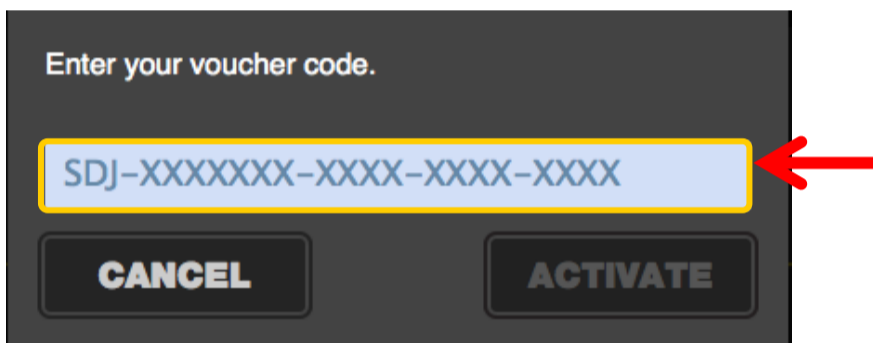 Enter your voucher code.
SDJ-XXXXXXX-XXXX-XXXX-XXXX
CANCEL
ACTIVATE